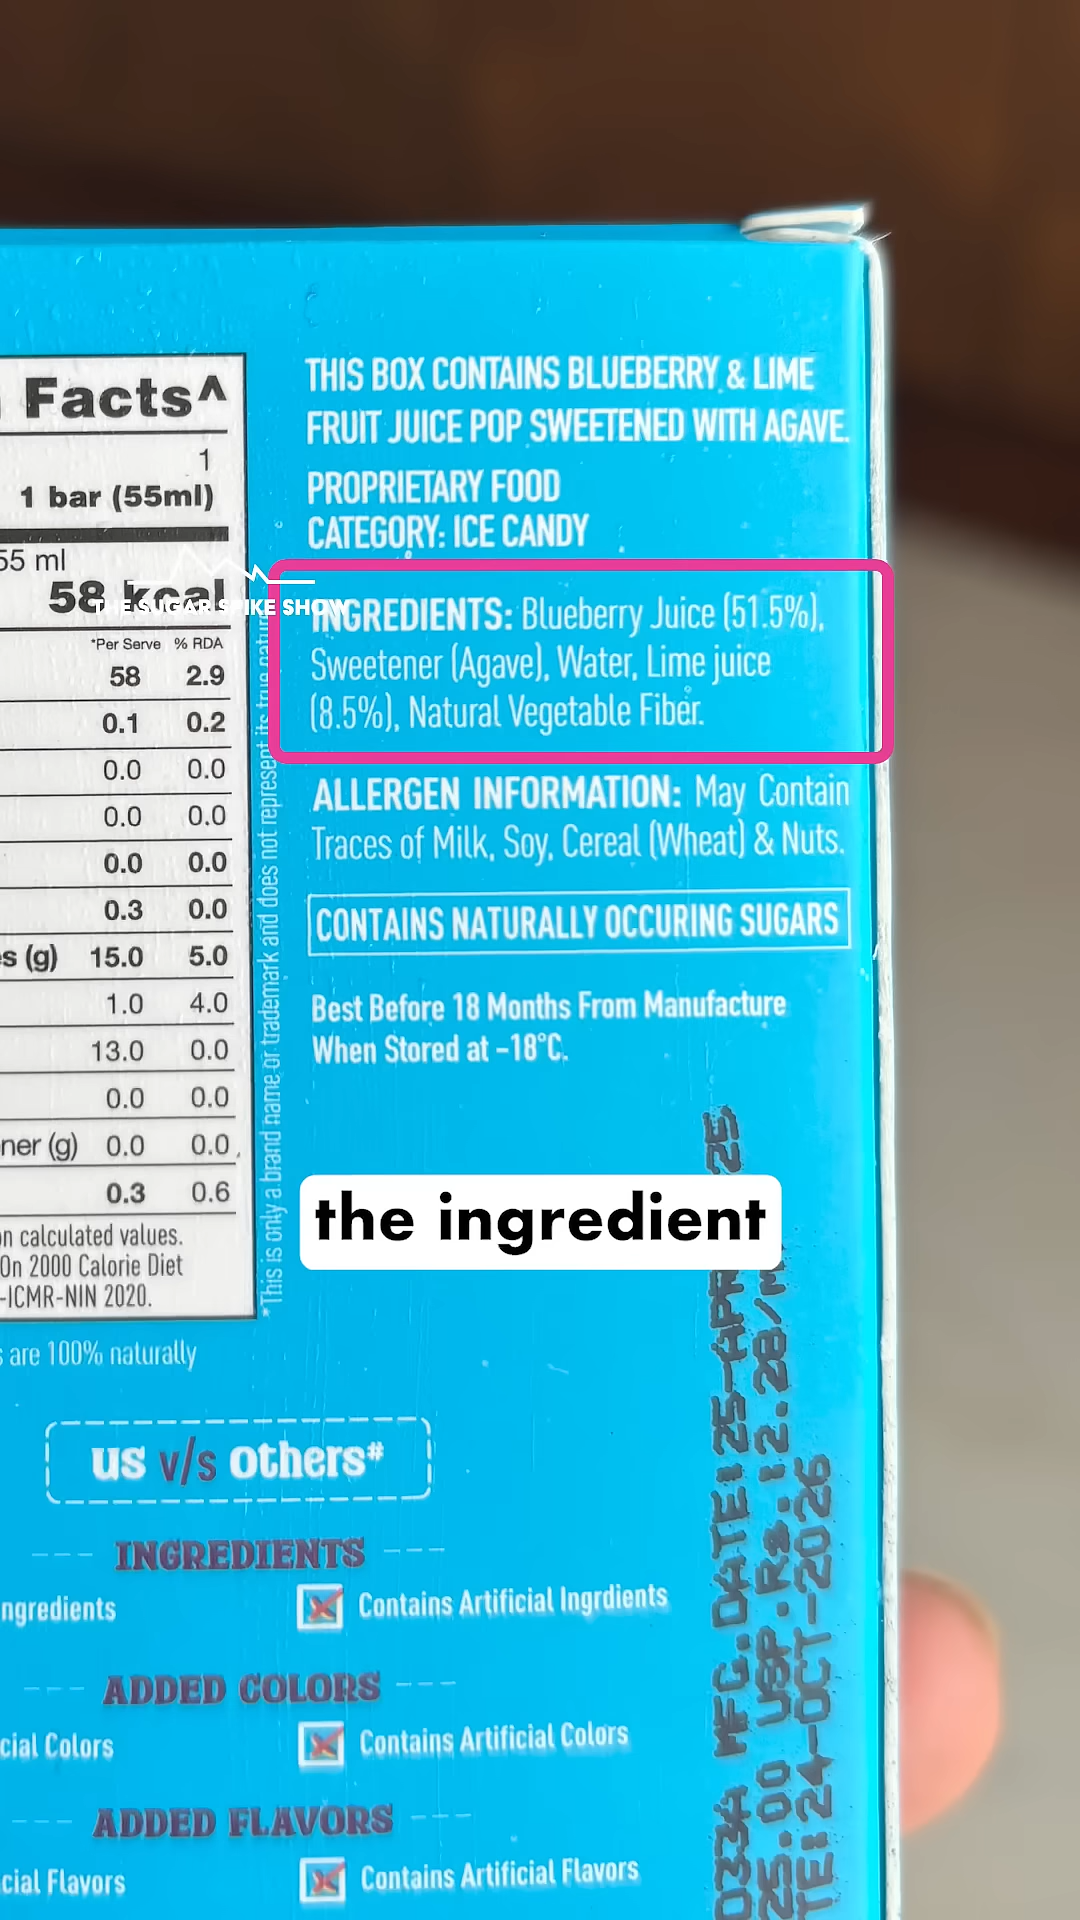 THIS BOX CONTAINS BLUEBERRY & LIME
FRUIT JUICE POP SWEETENED WITH AGAVE.
PROPRIETARY FOOD
CATEGORY: ICE CANDY
INGREDIENTS: Blueberry Juice (51.5%),
Sweetener (Agave), Water, Lime juice
(8.5%), Natural Vegetable Fiber.
ALLERGEN INFORMATION: May Contain
Traces of Milk, Soy, Cereal (Wheat) & Nuts.
CONTAINS NATURALLY OCCURING SUGARS
Best Before 18 Months From Manufacture
When Stored at -18°C.
Facts^
1
1 bar (55ml)
55 ml
58 kcal
THE SUGAR SPIKE SHOW
*Per Serve % RDA
58 2.9
0.1 0.2
0.0 0.0
0.0 0.0
0.0 0.0
0.3 0.0
s (g) 15.0 5.0
1.0 4.0
13.0 0.0
0.0 0.0
ner (g) 0.0 0.0
0.3 0.6
n calculated values.
On 2000 Calorie Diet
-ICMR-NIN 2020.
*This is only a brand name or trademark and does not represent its true nature
the ingredient
s are 100% naturally
us v/s others#
INGREDIENTS
ngredients Contains Artificial Ingrdients
ADDED COLORS
cial Colors Contains Artificial Colors
ADDED FLAVORS
cial Flavors Contains Artificial Flavors
033A MFG.DATE:25-APR 25
25.00 USP.Rs.:2.28/M
TE:24-OCT-2026